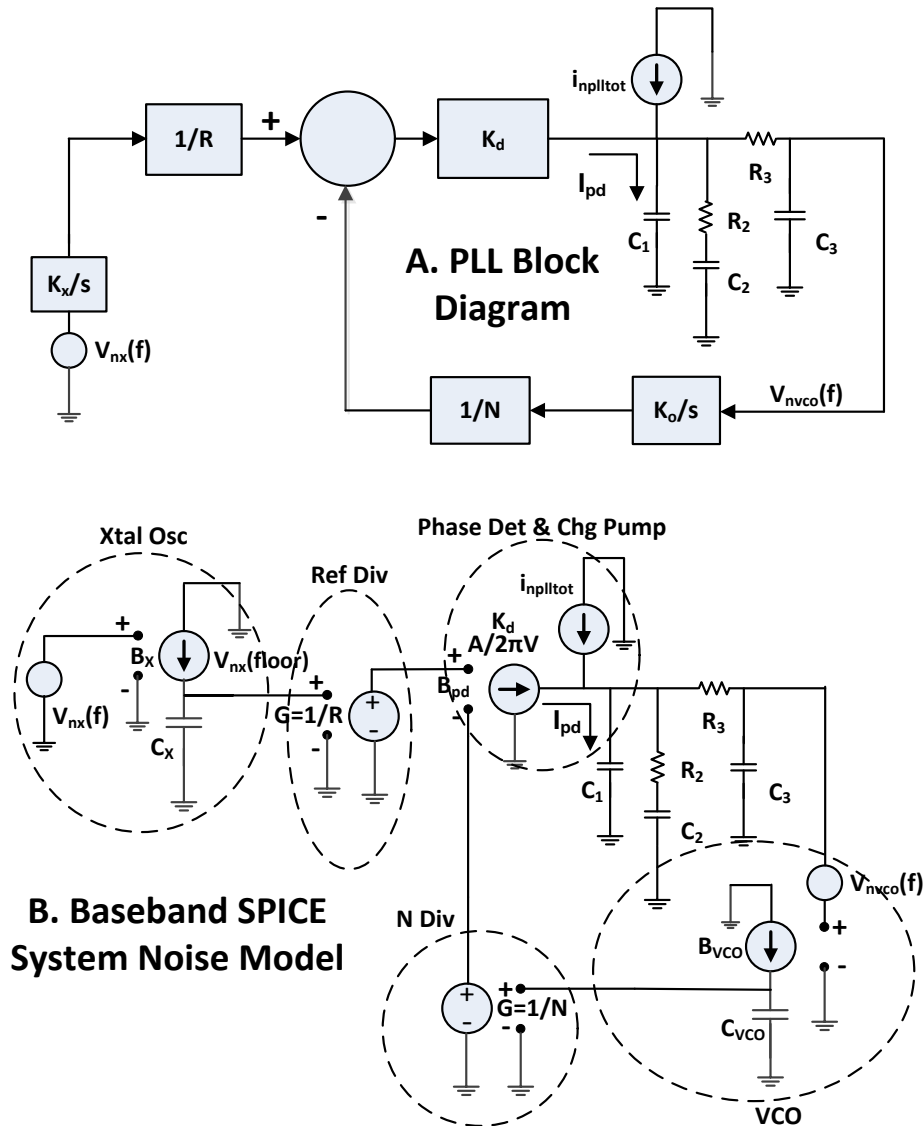 i_nplltot
1/R
+
K_d
-
I_pd
R_3
C_1
R_2
C_2
C_3
K_x/s
V_nx(f)
A. PLL Block
Diagram
1/N
K_o/s
V_nvco(f)
Xtal Osc
Phase Det & Chg Pump
Ref Div
i_nplltot
K_d
A/2πV
+
B_X
-
V_nx(floor)
V_nx(f)
C_X
+
G=1/R
-
+
-
+
B_pd
-
I_pd
R_3
C_1
R_2
C_2
C_3
V_nvco(f)
B. Baseband SPICE
System Noise Model
N Div
+
-
+
G=1/N
-
B_VCO
C_VCO
+
-
VCO